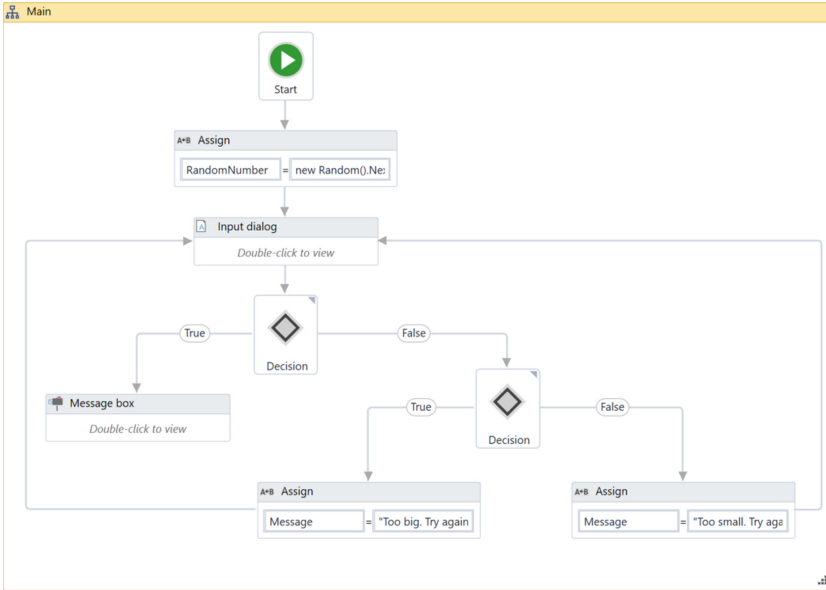 Main
Start
A+B Assign
RandomNumber = new Random().Nex
Input dialog
Double-click to view
True
False
Decision
Message box
Double-click to view
True
False
Decision
A+B Assign
Message = "Too big. Try again
A+B Assign
Message = "Too small. Try aga